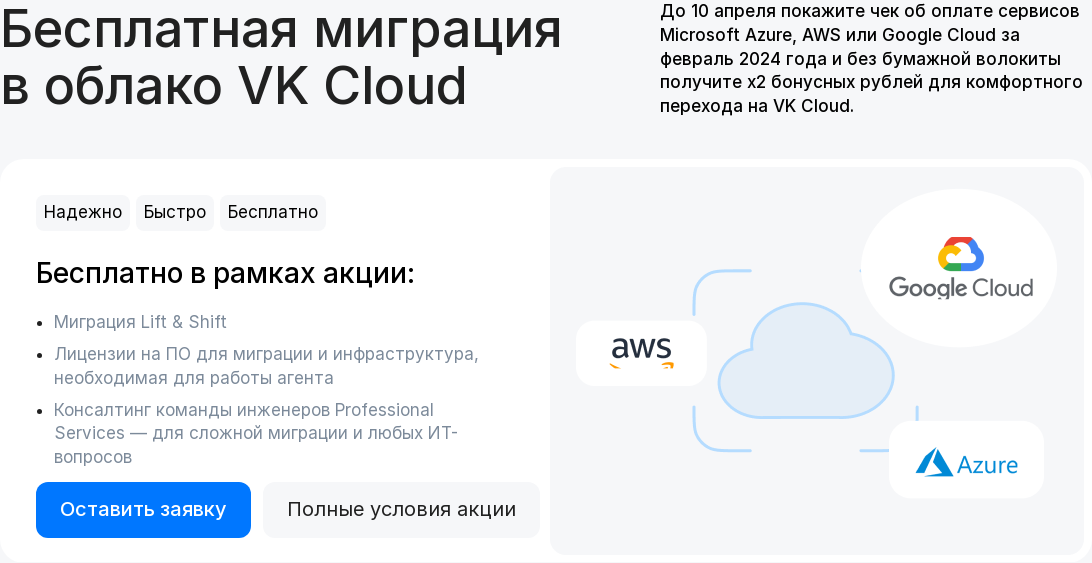 Бесплатная миграция
в облако VK Cloud
До 10 апреля покажите чек об оплате сервисов
Microsoft Azure, AWS или Google Cloud за
февраль 2024 года и без бумажной волокиты
получите x2 бонусных рублей для комфортного
перехода на VK Cloud.
Надежно Быстро Бесплатно
Бесплатно в рамках акции:
• Миграция Lift & Shift
• Лицензии на ПО для миграции и инфраструктура,
необходимая для работы агента
• Консалтинг команды инженеров Professional
Services — для сложной миграции и любых ИТ-
вопросов
Оставить заявку Полные условия акции
Google Cloud
aws
Azure